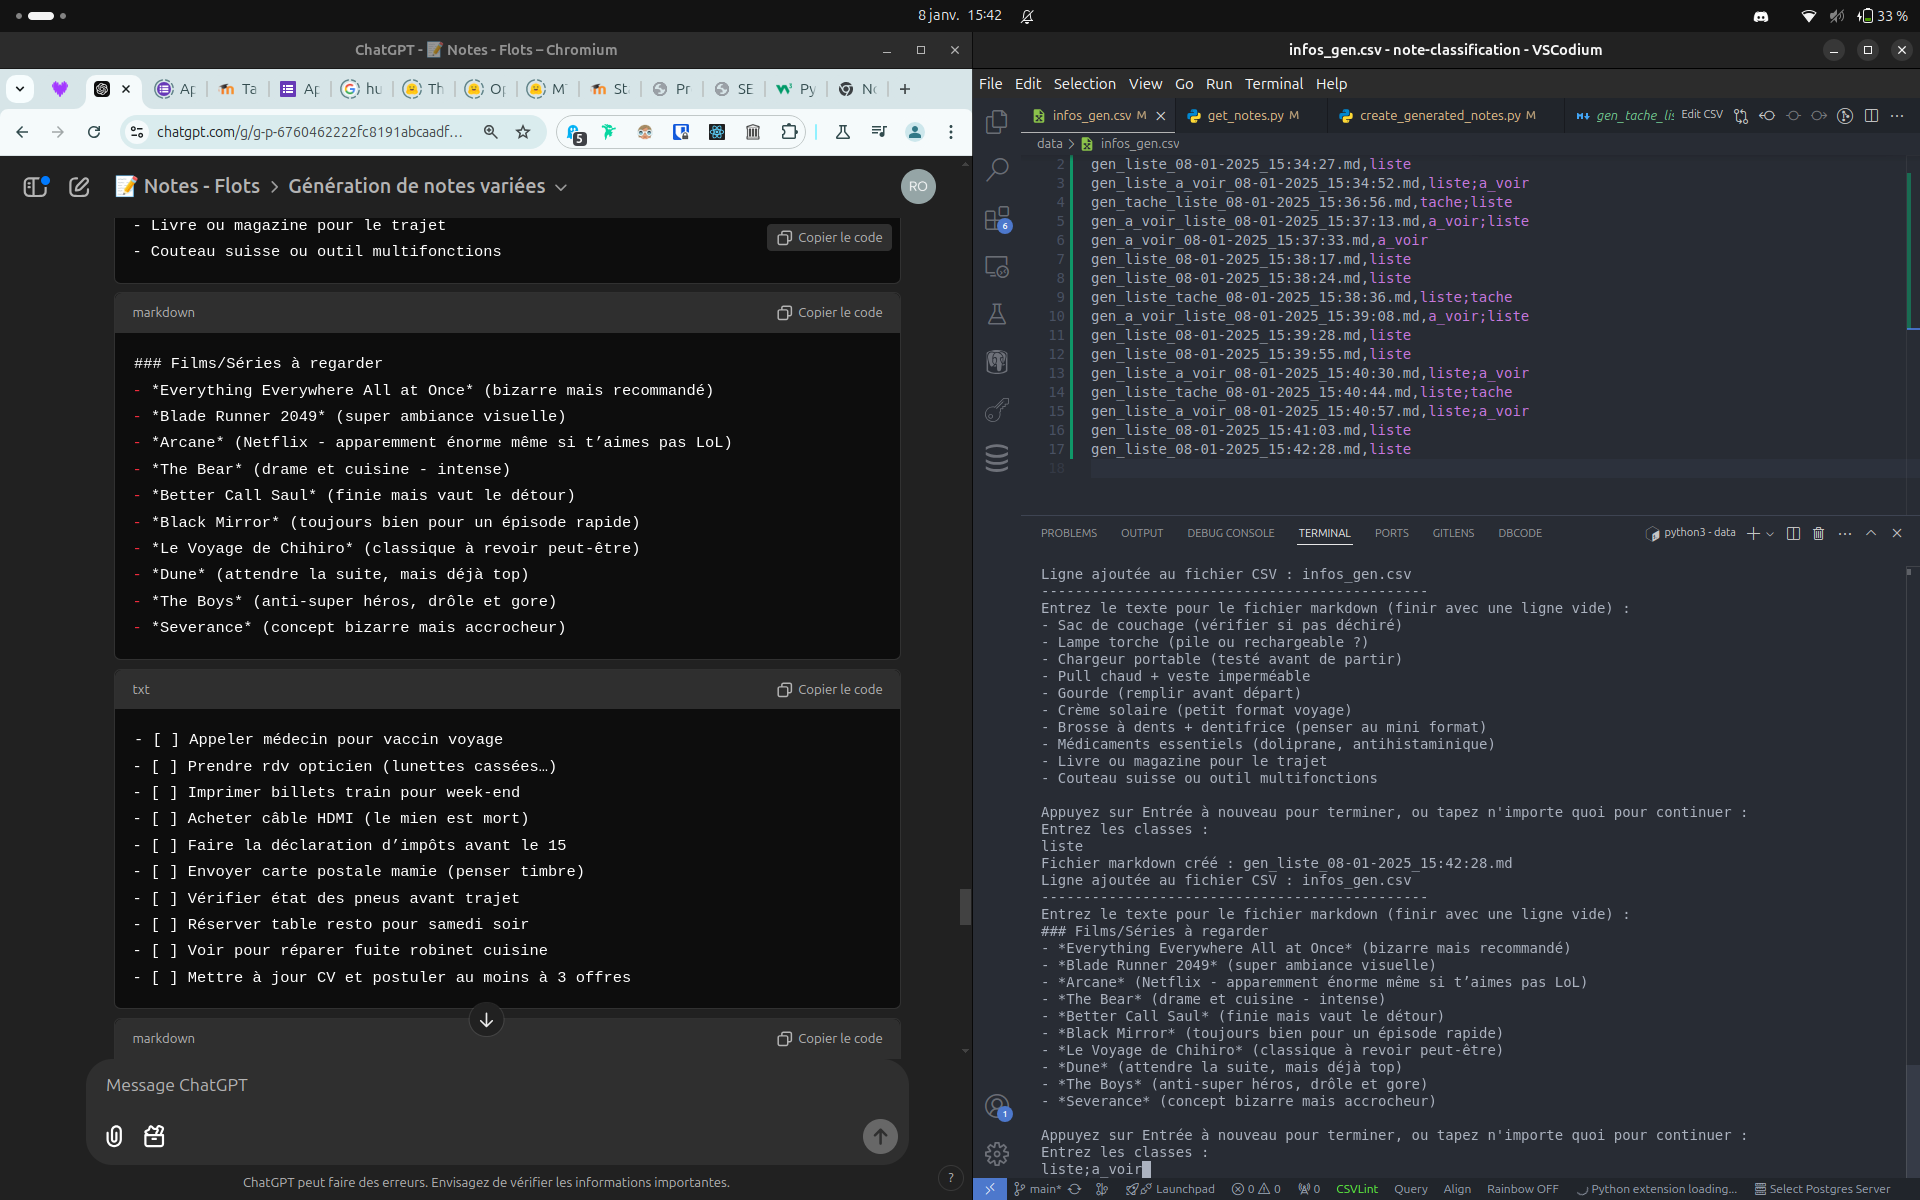 8 janv. 15:42
33 %
ChatGPT - 📝 Notes - Flots – Chromium
infos_gen.csv - note-classification - VSCodium
Ap
Ta
Ap
hu
Th
Op
M
St
Pr
SE
Py
Nc
chatgpt.com/g/g-p-6760462222fc8191abcaadf...
5
📝 Notes - Flots > Génération de notes variées
RO
- Livre ou magazine pour le trajet
- Couteau suisse ou outil multifonctions
Copier le code
markdown
Copier le code
### Films/Séries à regarder
- *Everything Everywhere All at Once* (bizarre mais recommandé)
- *Blade Runner 2049* (super ambiance visuelle)
- *Arcane* (Netflix - apparemment énorme même si t’aimes pas LoL)
- *The Bear* (drame et cuisine - intense)
- *Better Call Saul* (finie mais vaut le détour)
- *Black Mirror* (toujours bien pour un épisode rapide)
- *Le Voyage de Chihiro* (classique à revoir peut-être)
- *Dune* (attendre la suite, mais déjà top)
- *The Boys* (anti-super héros, drôle et gore)
- *Severance* (concept bizarre mais accrocheur)
txt
Copier le code
- [ ] Appeler médecin pour vaccin voyage
- [ ] Prendre rdv opticien (lunettes cassées…)
- [ ] Imprimer billets train pour week-end
- [ ] Acheter câble HDMI (le mien est mort)
- [ ] Faire la déclaration d’impôts avant le 15
- [ ] Envoyer carte postale mamie (penser timbre)
- [ ] Vérifier état des pneus avant trajet
- [ ] Réserver table resto pour samedi soir
- [ ] Voir pour réparer fuite robinet cuisine
- [ ] Mettre à jour CV et postuler au moins à 3 offres
markdown
Copier le code
Message ChatGPT
ChatGPT peut faire des erreurs. Envisagez de vérifier les informations importantes.
?
File Edit Selection View Go Run Terminal Help
infos_gen.csv M
get_notes.py M
create_generated_notes.py M
gen_tache_lis
Edit CSV
data > infos_gen.csv
6
2 gen_liste_08-01-2025_15:34:27.md,liste
3 gen_liste_a_voir_08-01-2025_15:34:52.md,liste;a_voir
4 gen_tache_liste_08-01-2025_15:36:56.md,tache;liste
5 gen_a_voir_liste_08-01-2025_15:37:13.md,a_voir;liste
6 gen_a_voir_08-01-2025_15:37:33.md,a_voir
7 gen_liste_08-01-2025_15:38:17.md,liste
8 gen_liste_08-01-2025_15:38:24.md,liste
9 gen_liste_tache_08-01-2025_15:38:36.md,liste;tache
10 gen_a_voir_liste_08-01-2025_15:39:08.md,a_voir;liste
11 gen_liste_08-01-2025_15:39:28.md,liste
12 gen_liste_08-01-2025_15:39:55.md,liste
13 gen_liste_a_voir_08-01-2025_15:40:30.md,liste;a_voir
14 gen_liste_tache_08-01-2025_15:40:44.md,liste;tache
15 gen_liste_a_voir_08-01-2025_15:40:57.md,liste;a_voir
16 gen_liste_08-01-2025_15:41:03.md,liste
17 gen_liste_08-01-2025_15:42:28.md,liste
18
PROBLEMS OUTPUT DEBUG CONSOLE TERMINAL PORTS GITLENS DBCODE
python3 - data
Ligne ajoutée au fichier CSV : infos_gen.csv
----------------------------------------------
Entrez le texte pour le fichier markdown (finir avec une ligne vide) :
- Sac de couchage (vérifier si pas déchiré)
- Lampe torche (pile ou rechargeable ?)
- Chargeur portable (testé avant de partir)
- Pull chaud + veste imperméable
- Gourde (remplir avant départ)
- Crème solaire (petit format voyage)
- Brosse à dents + dentifrice (penser au mini format)
- Médicaments essentiels (doliprane, antihistaminique)
- Livre ou magazine pour le trajet
- Couteau suisse ou outil multifonctions
Appuyez sur Entrée à nouveau pour terminer, ou tapez n'importe quoi pour continuer :
Entrez les classes :
liste
Fichier markdown créé : gen_liste_08-01-2025_15:42:28.md
Ligne ajoutée au fichier CSV : infos_gen.csv
----------------------------------------------
Entrez le texte pour le fichier markdown (finir avec une ligne vide) :
### Films/Séries à regarder
- *Everything Everywhere All at Once* (bizarre mais recommandé)
- *Blade Runner 2049* (super ambiance visuelle)
- *Arcane* (Netflix - apparemment énorme même si t’aimes pas LoL)
- *The Bear* (drame et cuisine - intense)
- *Better Call Saul* (finie mais vaut le détour)
- *Black Mirror* (toujours bien pour un épisode rapide)
- *Le Voyage de Chihiro* (classique à revoir peut-être)
- *Dune* (attendre la suite, mais déjà top)
- *The Boys* (anti-super héros, drôle et gore)
- *Severance* (concept bizarre mais accrocheur)
Appuyez sur Entrée à nouveau pour terminer, ou tapez n'importe quoi pour continuer :
Entrez les classes :
liste;a_voir
1
main* Launchpad 0 0 0 CSVLint Query Align Rainbow OFF Python extension loading... Select Postgres Server